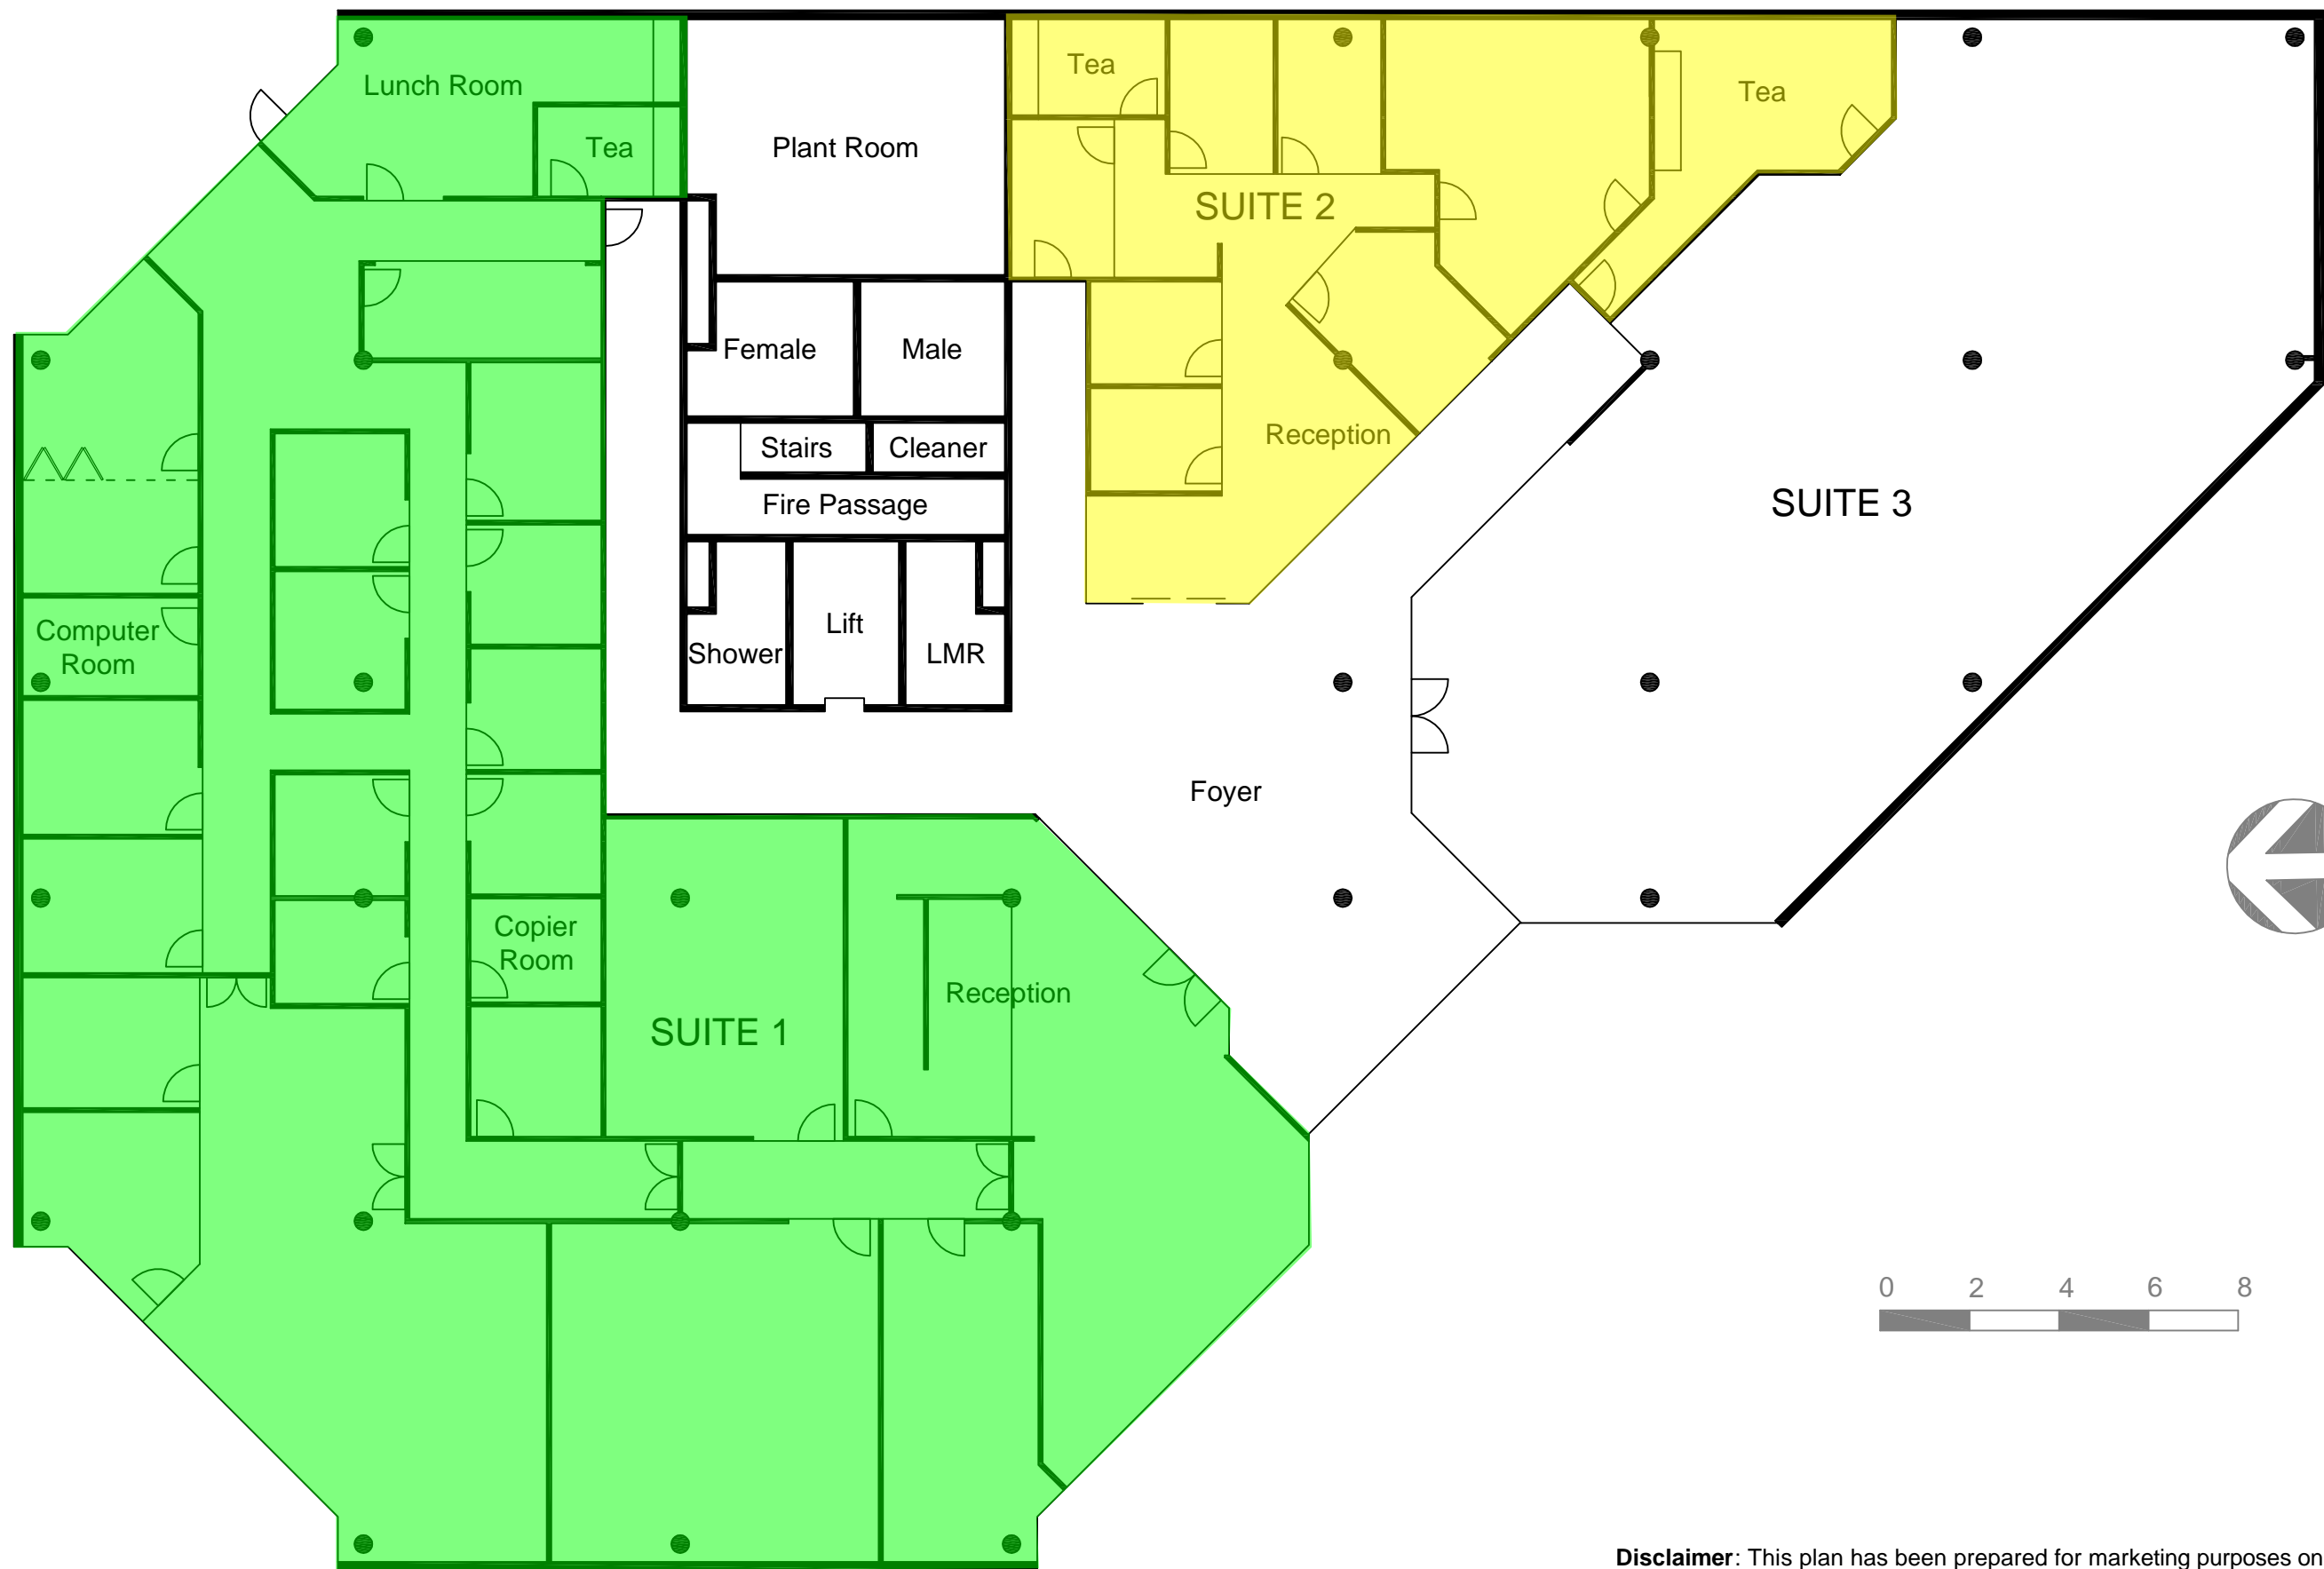 Lunch Room
Tea
Plant Room
Tea
Tea
SUITE 2
Female
Male
Reception
Stairs
Cleaner
Fire Passage
SUITE 3
Computer
Room
Shower
Lift
LMR
Foyer
Copier
Room
Reception
SUITE 1
0 2 4 6 8
Disclaimer: This plan has been prepared for marketing purposes on